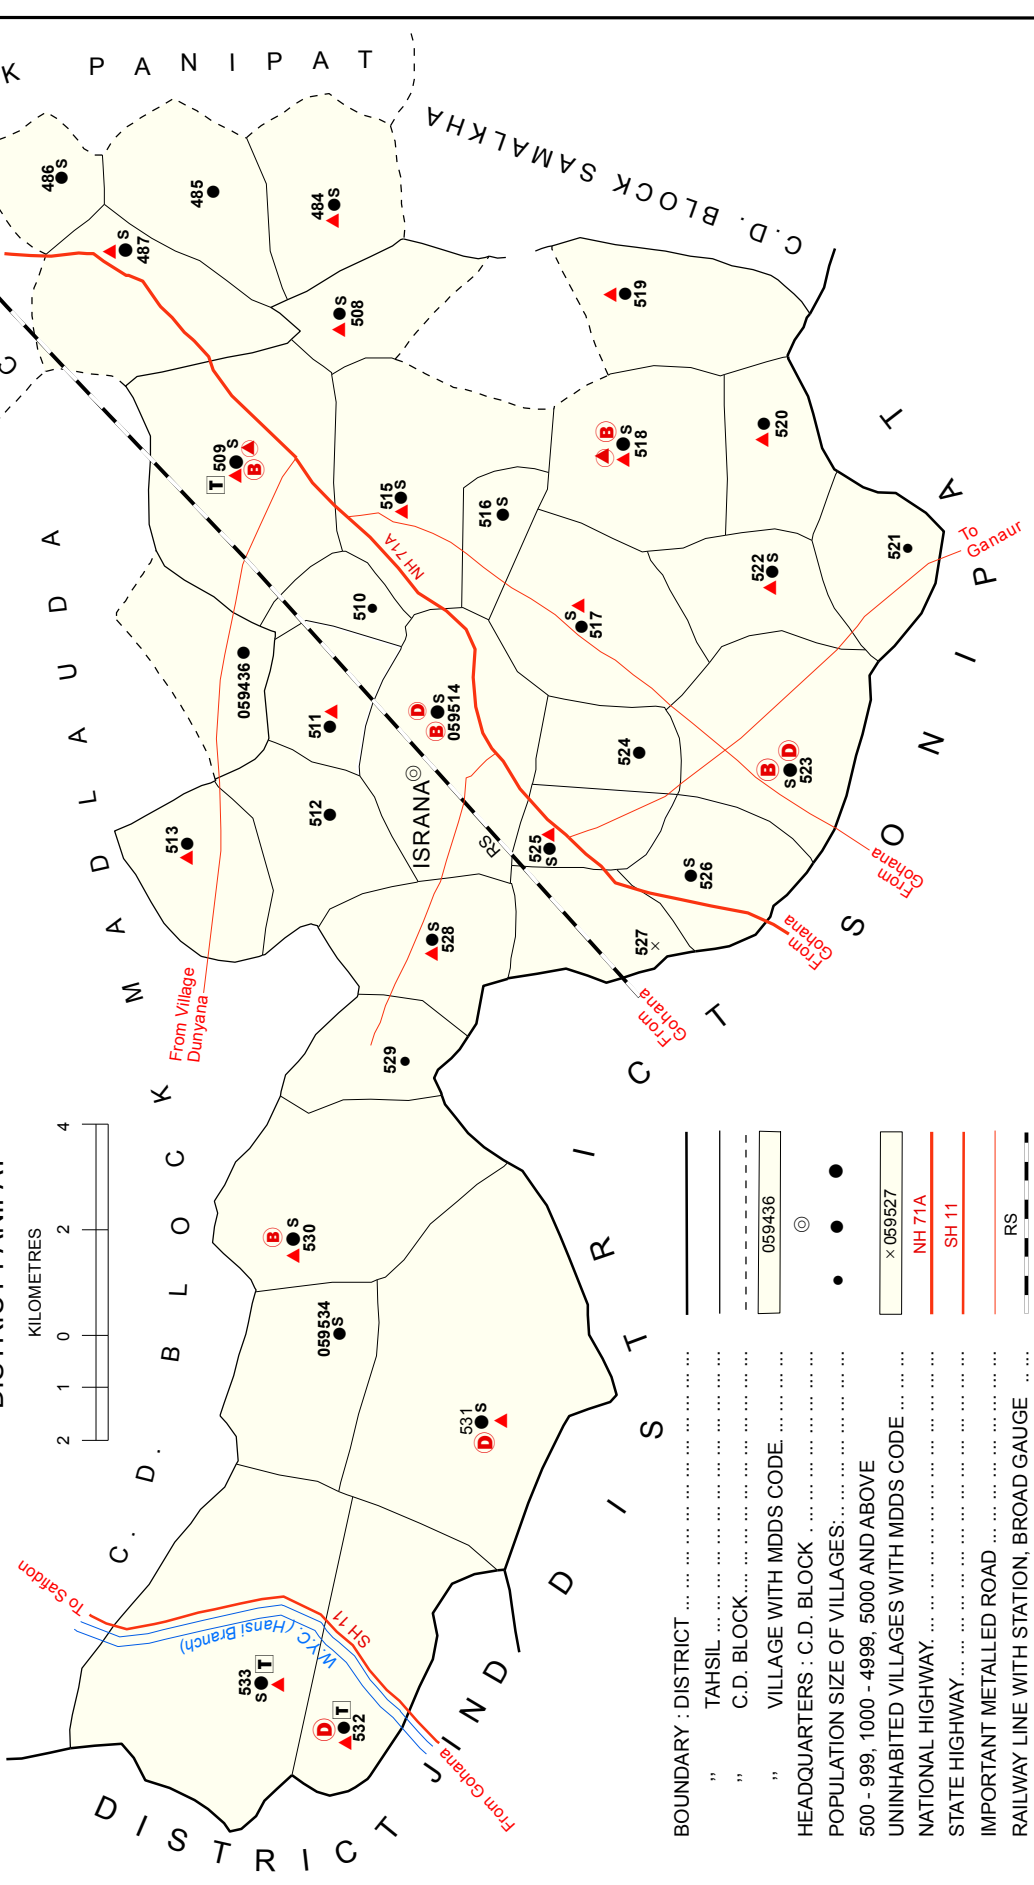 K PANIPAT
C.D. BLOCK SAMALKHA
C
C. D. BLOCK MADLAUDA
DISTRICT SONIPAT
DISTRICT JIND
KILOMETRES
2 1 0 2 4
486 S
485
484 S
487 S
508 S
519
T 509 S
B
515 S
516 S
B
518 S
520
521
522 S
510
517 S
059436
511
D
B
059514 S
512
513
ISRANA
NH 71A
RS
524
B D
523 S
525 S
526 S
527 ×
528 S
529
B
530 S
059534 S
531 S
D
533 S T
D T
532
SH 11
W.Y.C. (Hansi Branch)
To Safidon
From Gohana
From Village
Dunyana
From
Gohana
From
Gohana
From
Gohana
To
Ganaur
BOUNDARY : DISTRICT
,, TAHSIL
,, C.D. BLOCK
,, VILLAGE WITH MDDS CODE 059436
HEADQUARTERS : C.D. BLOCK
POPULATION SIZE OF VILLAGES:
500 - 999, 1000 - 4999, 5000 AND ABOVE
UNINHABITED VILLAGES WITH MDDS CODE × 059527
NATIONAL HIGHWAY NH 71A
STATE HIGHWAY SH 11
IMPORTANT METALLED ROAD
RAILWAY LINE WITH STATION, BROAD GAUGE RS